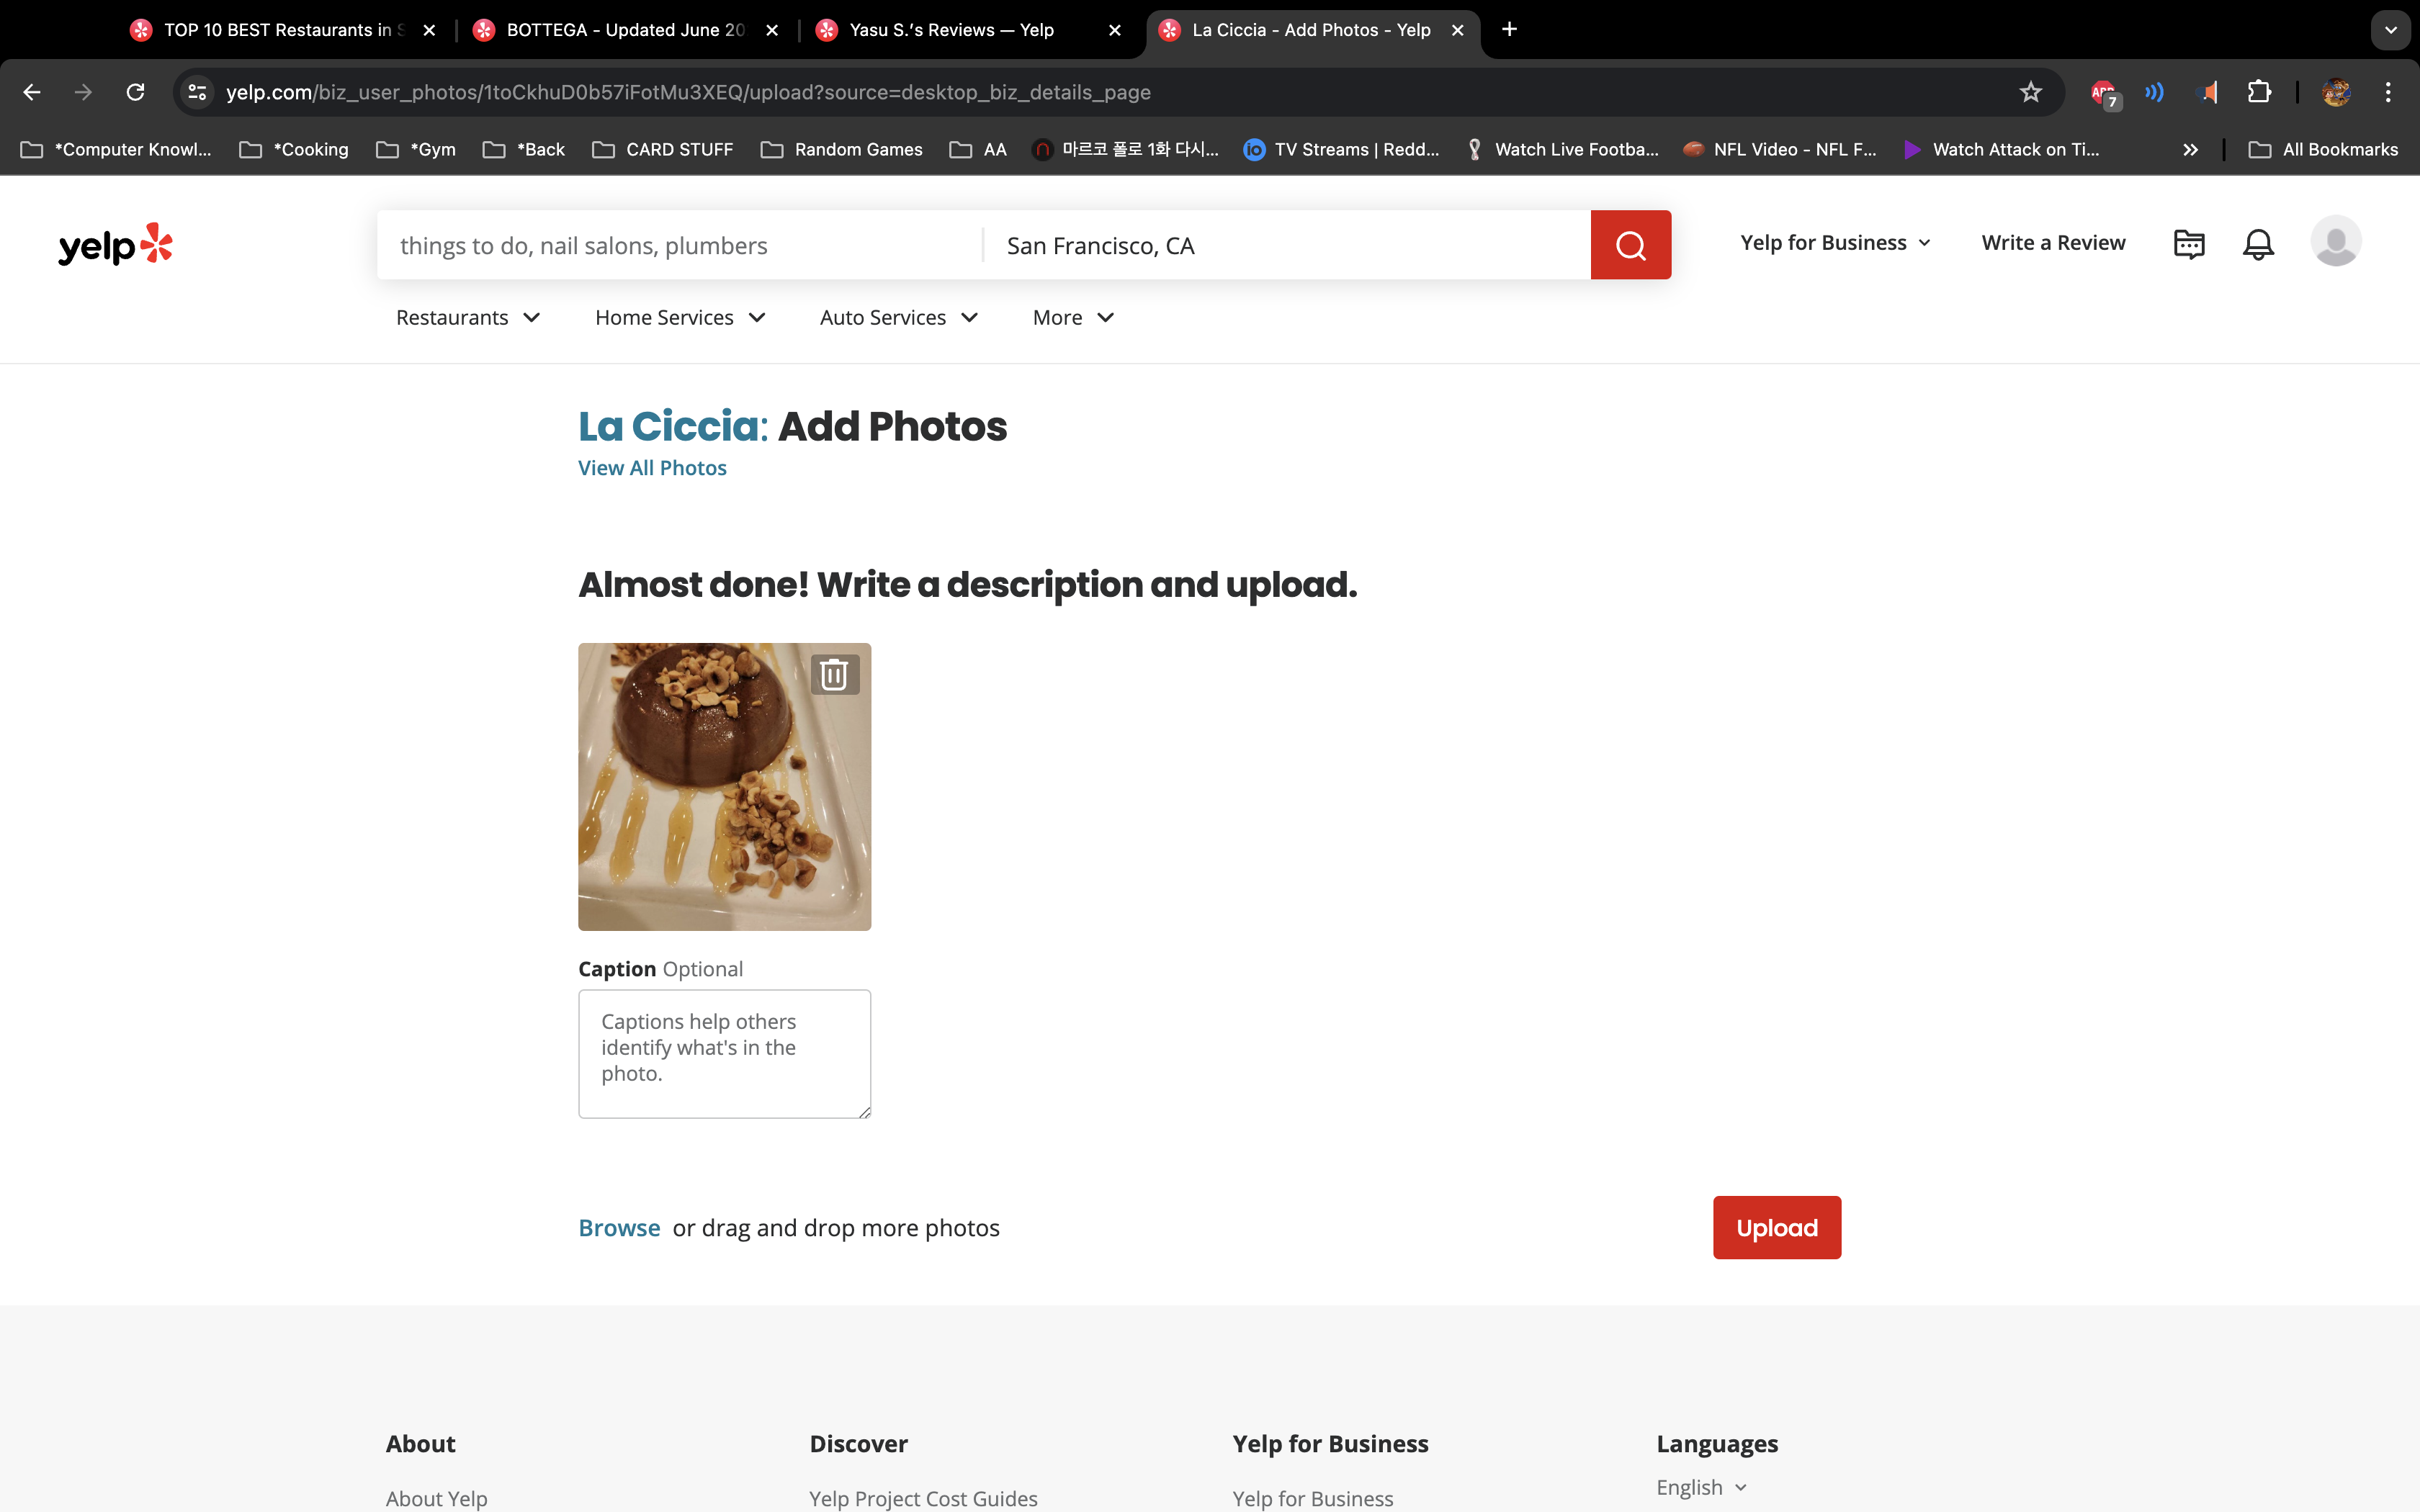 TOP 10 BEST Restaurants in S
BOTTEGA - Updated June 20
Yasu S.'s Reviews — Yelp
La Ciccia - Add Photos - Yelp
yelp.com/biz_user_photos/1toCkhuD0b57iFotMu3XEQ/upload?source=desktop_biz_details_page
ABP 7
*Computer Knowl...
*Cooking
*Gym
*Back
CARD STUFF
Random Games
AA
마르코 폴로 1화 다시...
TV Streams | Redd...
Watch Live Footba...
NFL Video - NFL F...
Watch Attack on Ti...
All Bookmarks
yelp
things to do, nail salons, plumbers
San Francisco, CA
Yelp for Business
Write a Review
Restaurants
Home Services
Auto Services
More
La Ciccia: Add Photos
View All Photos
Almost done! Write a description and upload.
Caption Optional
Captions help others
identify what's in the
photo.
Browse or drag and drop more photos
Upload
About
Discover
Yelp for Business
Languages
About Yelp
Yelp Project Cost Guides
Yelp for Business
English